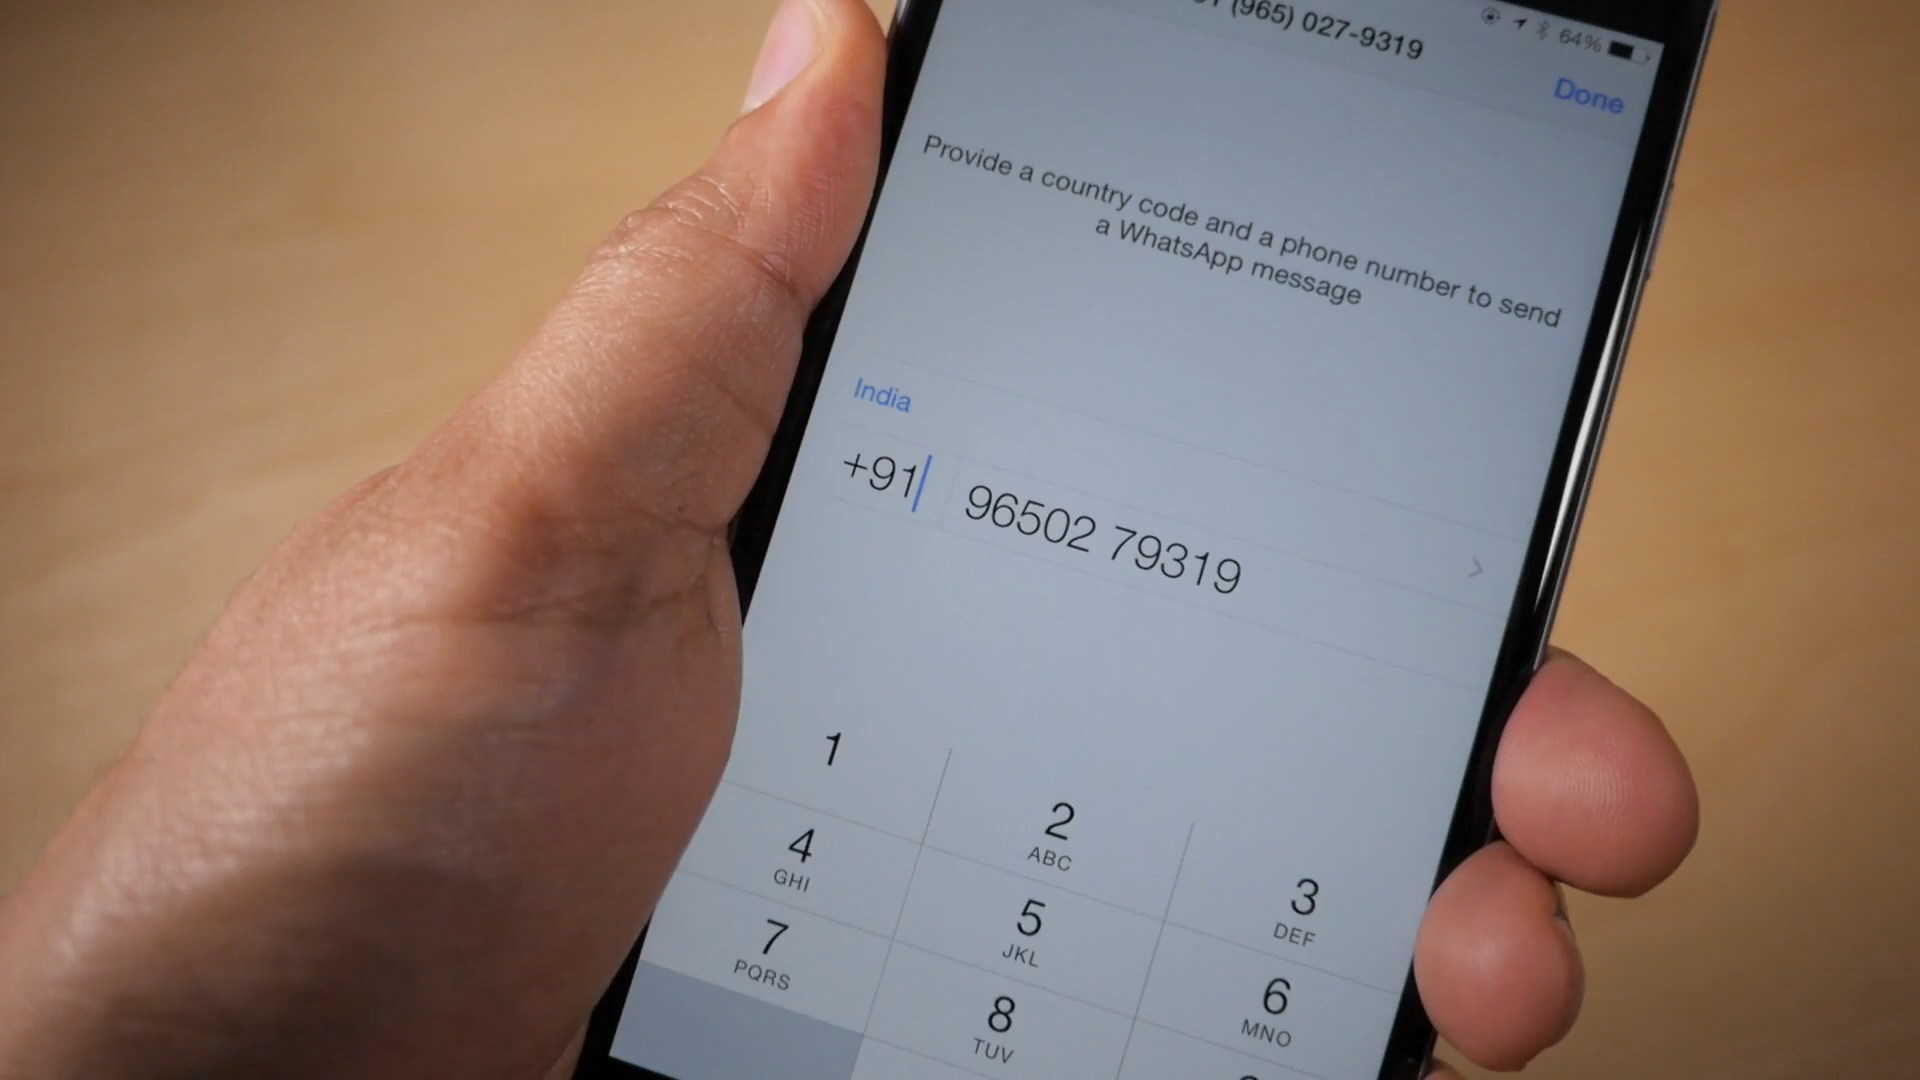 (965) 027-9319
64%
Done
Provide a country code and a phone number to send
a WhatsApp message
India
+91 96502 79319
1
2
ABC
3
DEF
4
GHI
5
JKL
6
MNO
7
PQRS
8
TUV